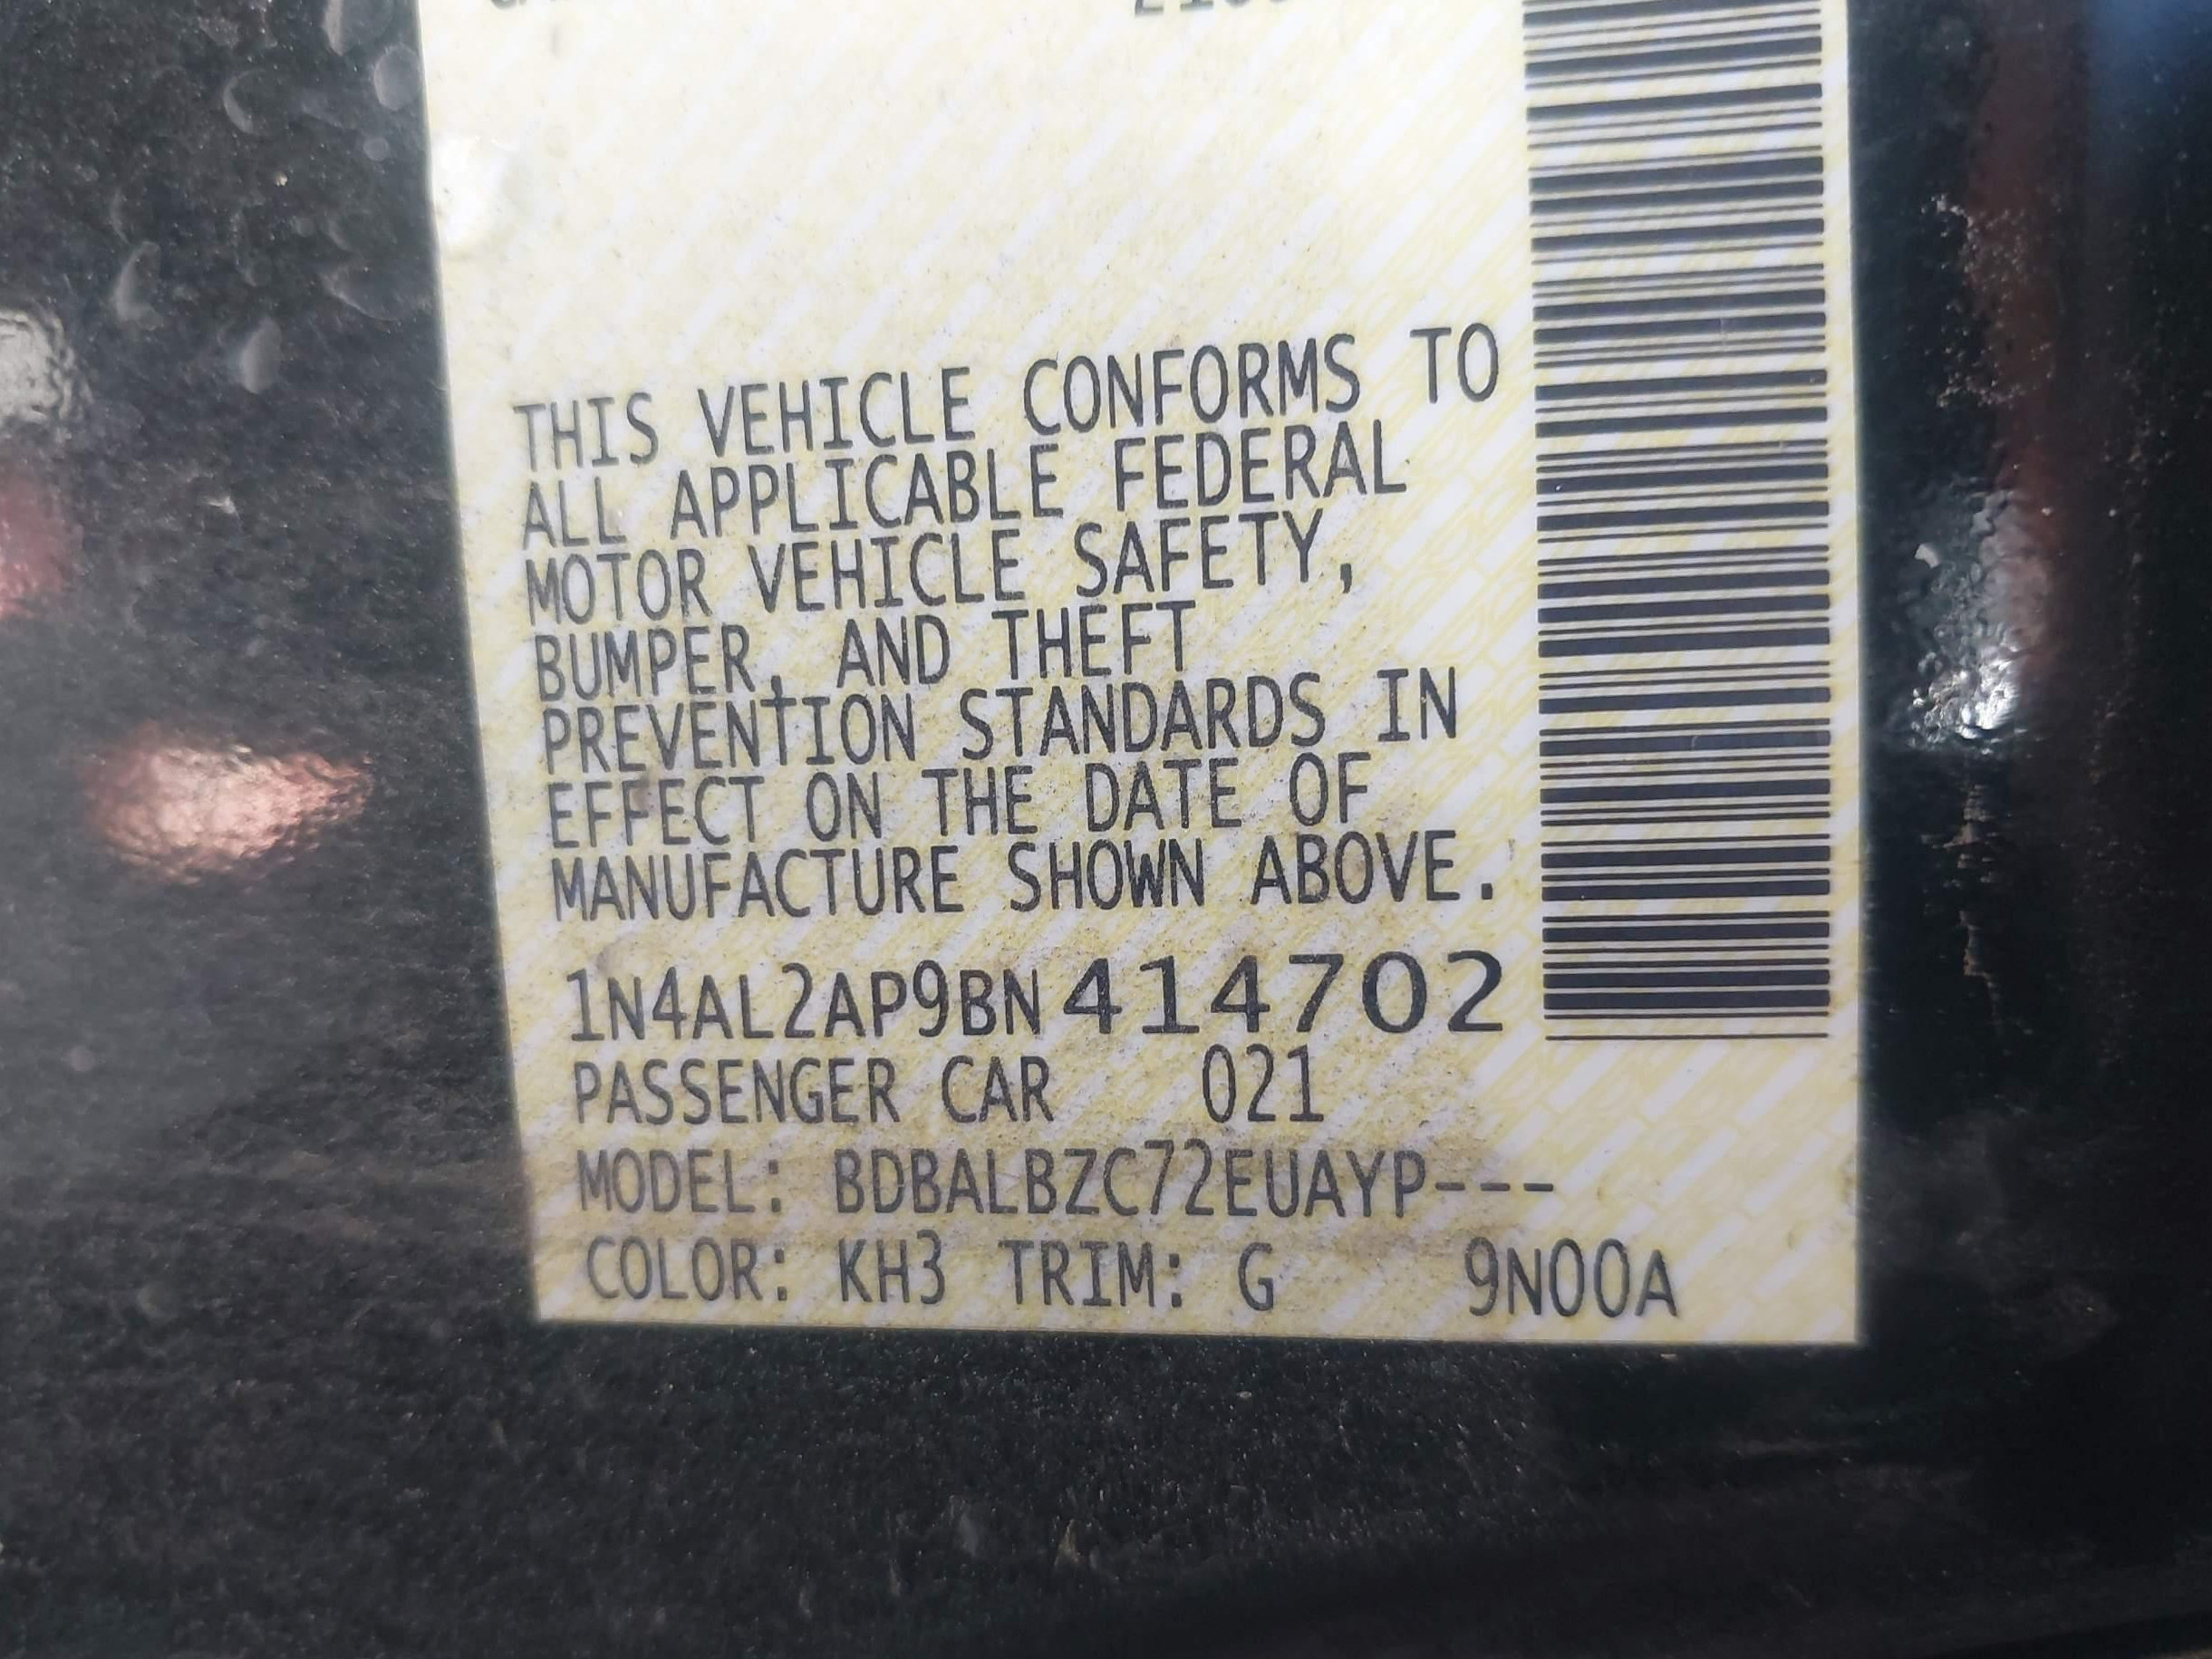 THIS VEHICLE CONFORMS TO
ALL APPLICABLE FEDERAL
MOTOR VEHICLE SAFETY,
BUMPER, AND THEFT
PREVENTION STANDARDS IN
EFFECT ON THE DATE OF
MANUFACTURE SHOWN ABOVE.
1N4AL2AP9BN414702
PASSENGER CAR 021
MODEL: BDBALBZC72EUAYP---
COLOR: KH3 TRIM: G 9N00A